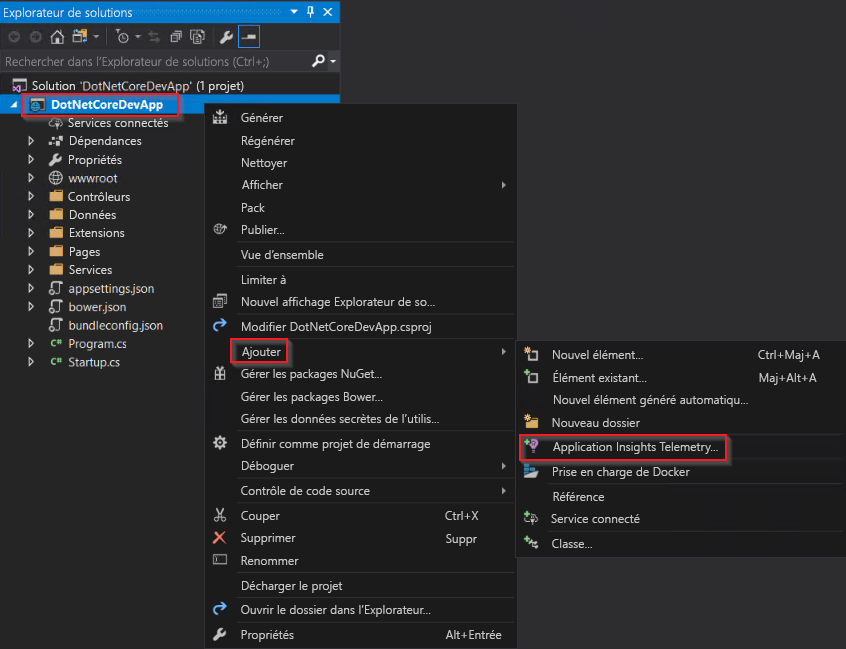 Explorateur de solutions
Rechercher dans l'Explorateur de solutions (Ctrl+;)
Solution 'DotNetCoreDevApp' (1 projet)
DotNetCoreDevApp
Services connectés
Dépendances
Propriétés
wwwroot
Contrôleurs
Données
Extensions
Pages
Services
appsettings.json
bower.json
bundleconfig.json
C# Program.cs
C# Startup.cs
Générer
Régénérer
Nettoyer
Afficher
Pack
Publier...
Vue d'ensemble
Limiter à
Nouvel affichage Explorateur de so...
Modifier DotNetCoreDevApp.csproj
Ajouter
Gérer les packages NuGet...
Gérer les packages Bower...
Gérer les données secrètes de l'utilis...
Définir comme projet de démarrage
Déboguer
Contrôle de code source
Couper Ctrl+X
Supprimer Suppr
Renommer
Décharger le projet
Ouvrir le dossier dans l'Explorateur...
Propriétés Alt+Entrée
Nouvel élément... Ctrl+Maj+A
Élément existant... Maj+Alt+A
Nouvel élément généré automatiqu...
Nouveau dossier
Application Insights Telemetry...
Prise en charge de Docker
Référence
Service connecté
Classe...